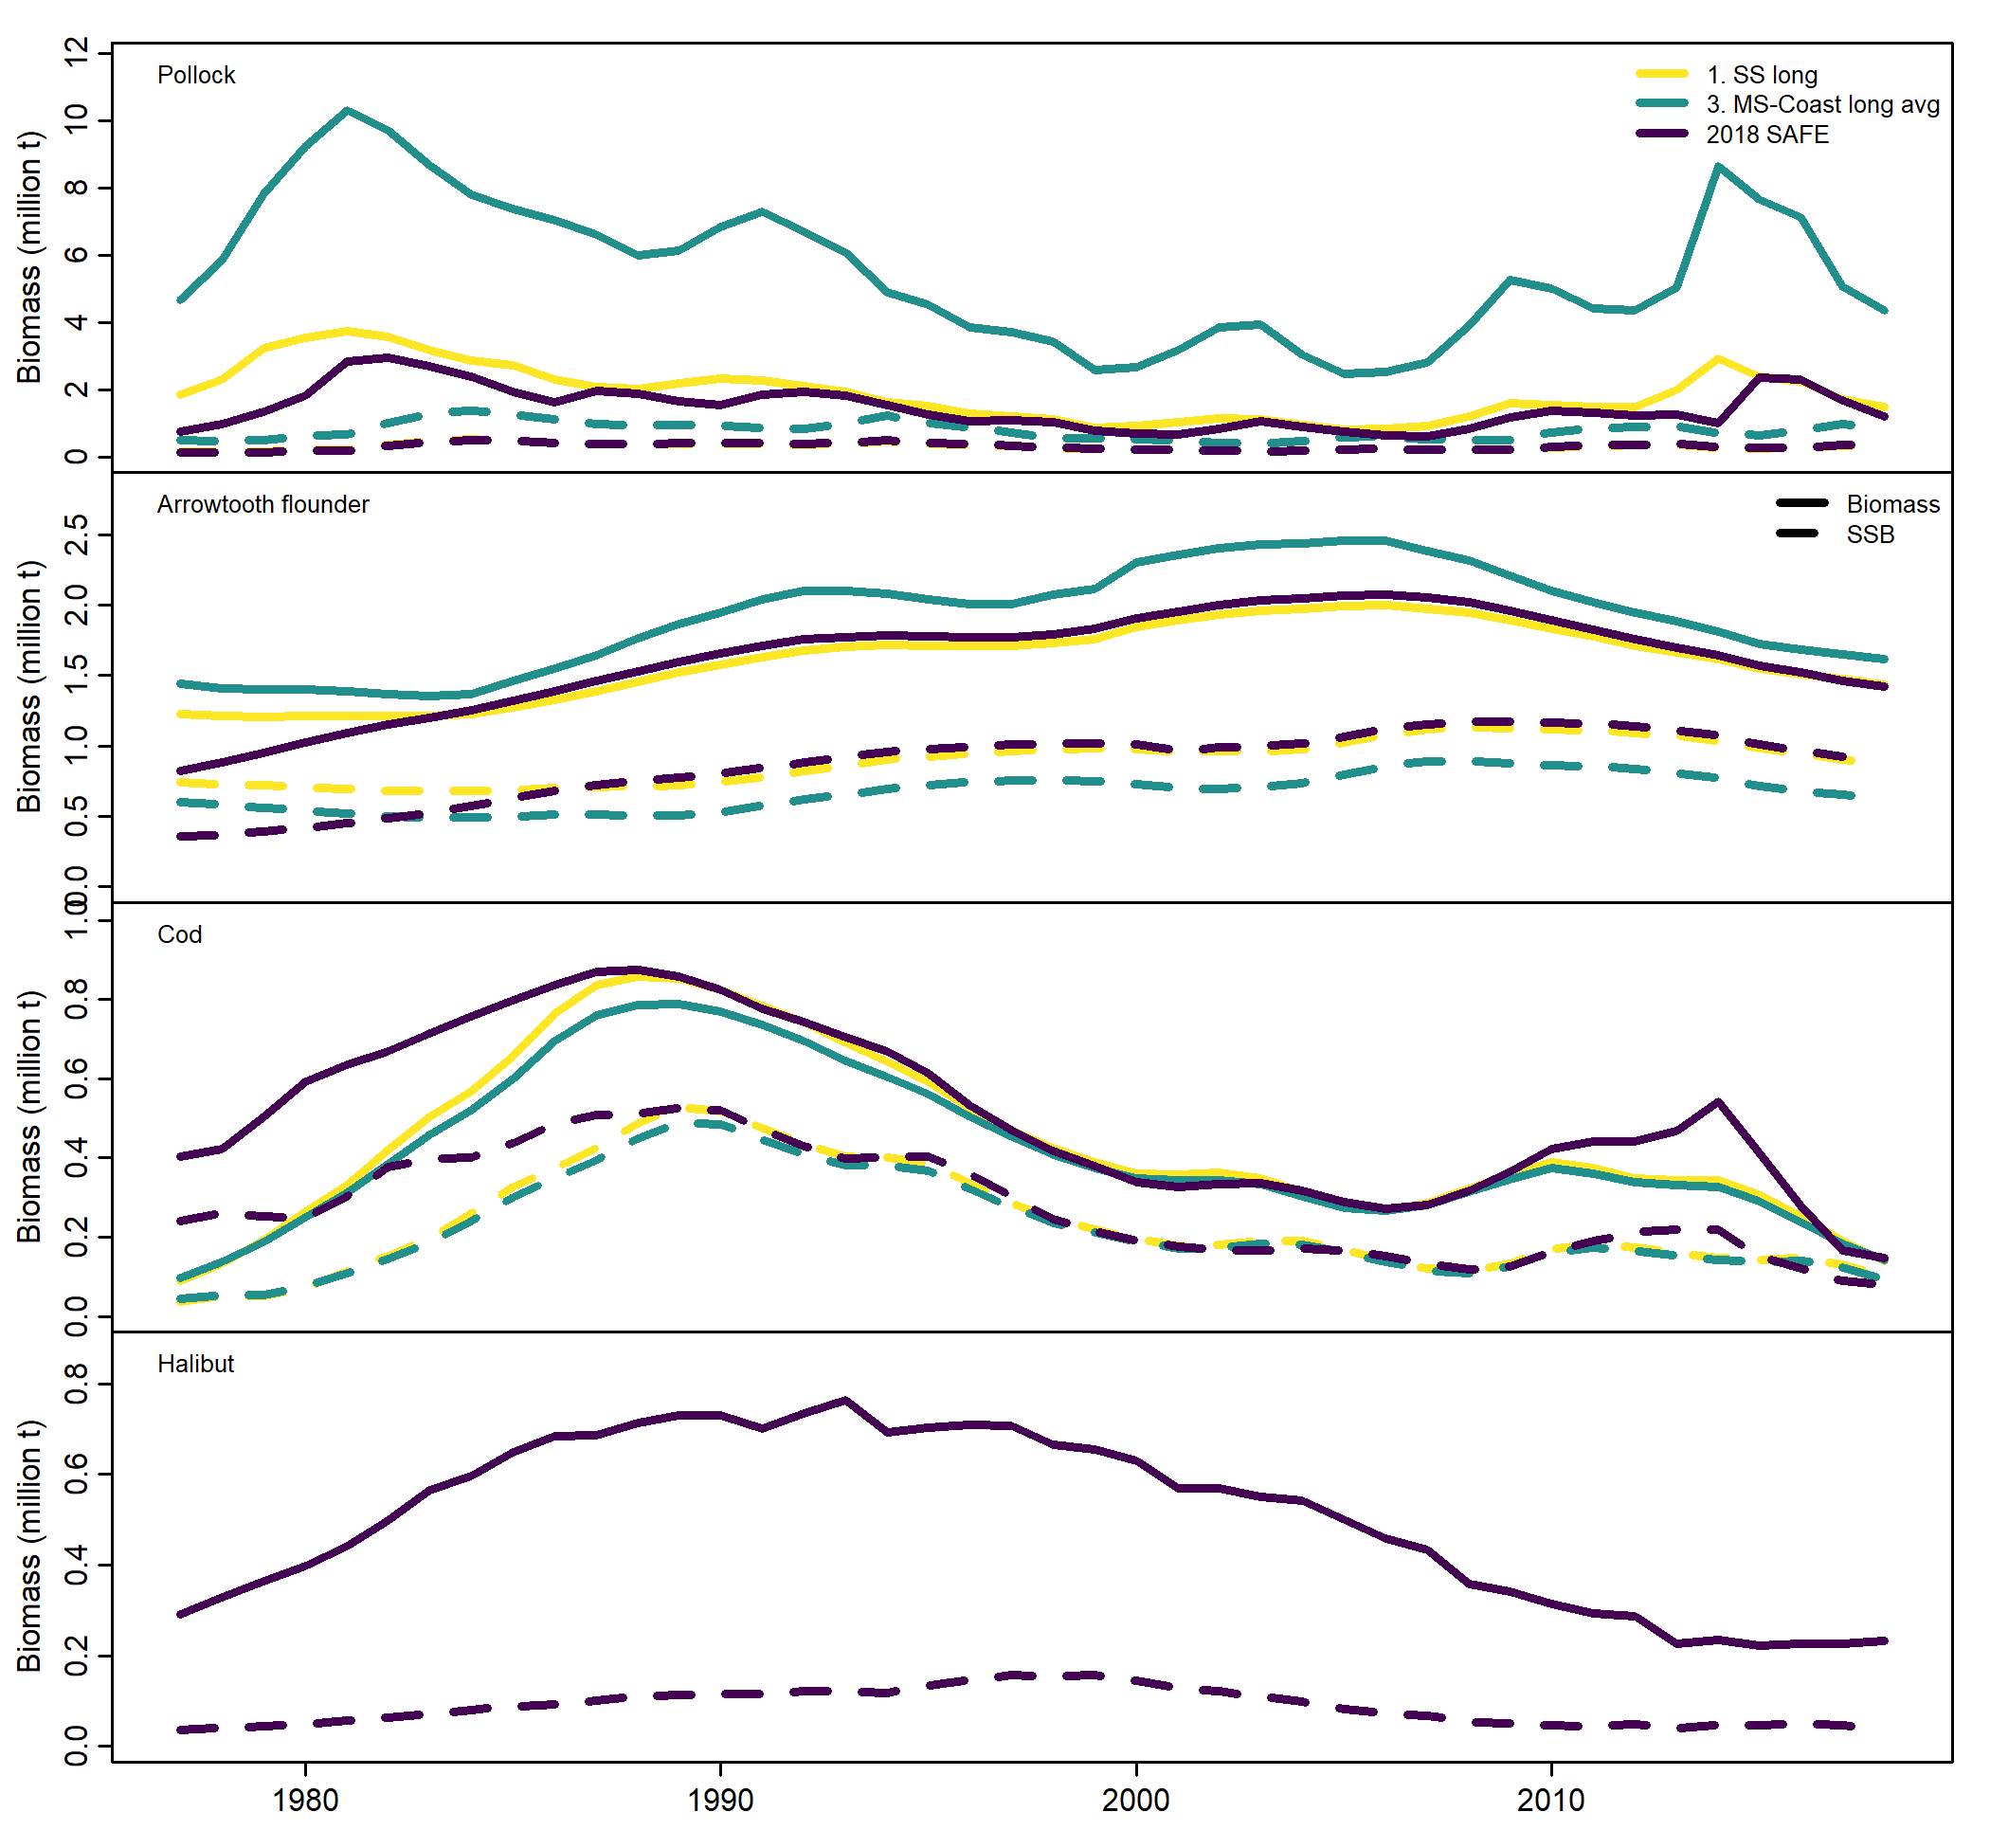 Pollock
1. SS long
3. MS-Coast long avg
2018 SAFE
Biomass (million t)
12
10
8
6
4
2
0
Arrowtooth flounder
Biomass
SSB
Biomass (million t)
2.5
2.0
1.5
1.0
0.5
0.0
Cod
Biomass (million t)
1.0
0.8
0.6
0.4
0.2
0.0
Halibut
Biomass (million t)
0.8
0.6
0.4
0.2
0.0
1980
1990
2000
2010